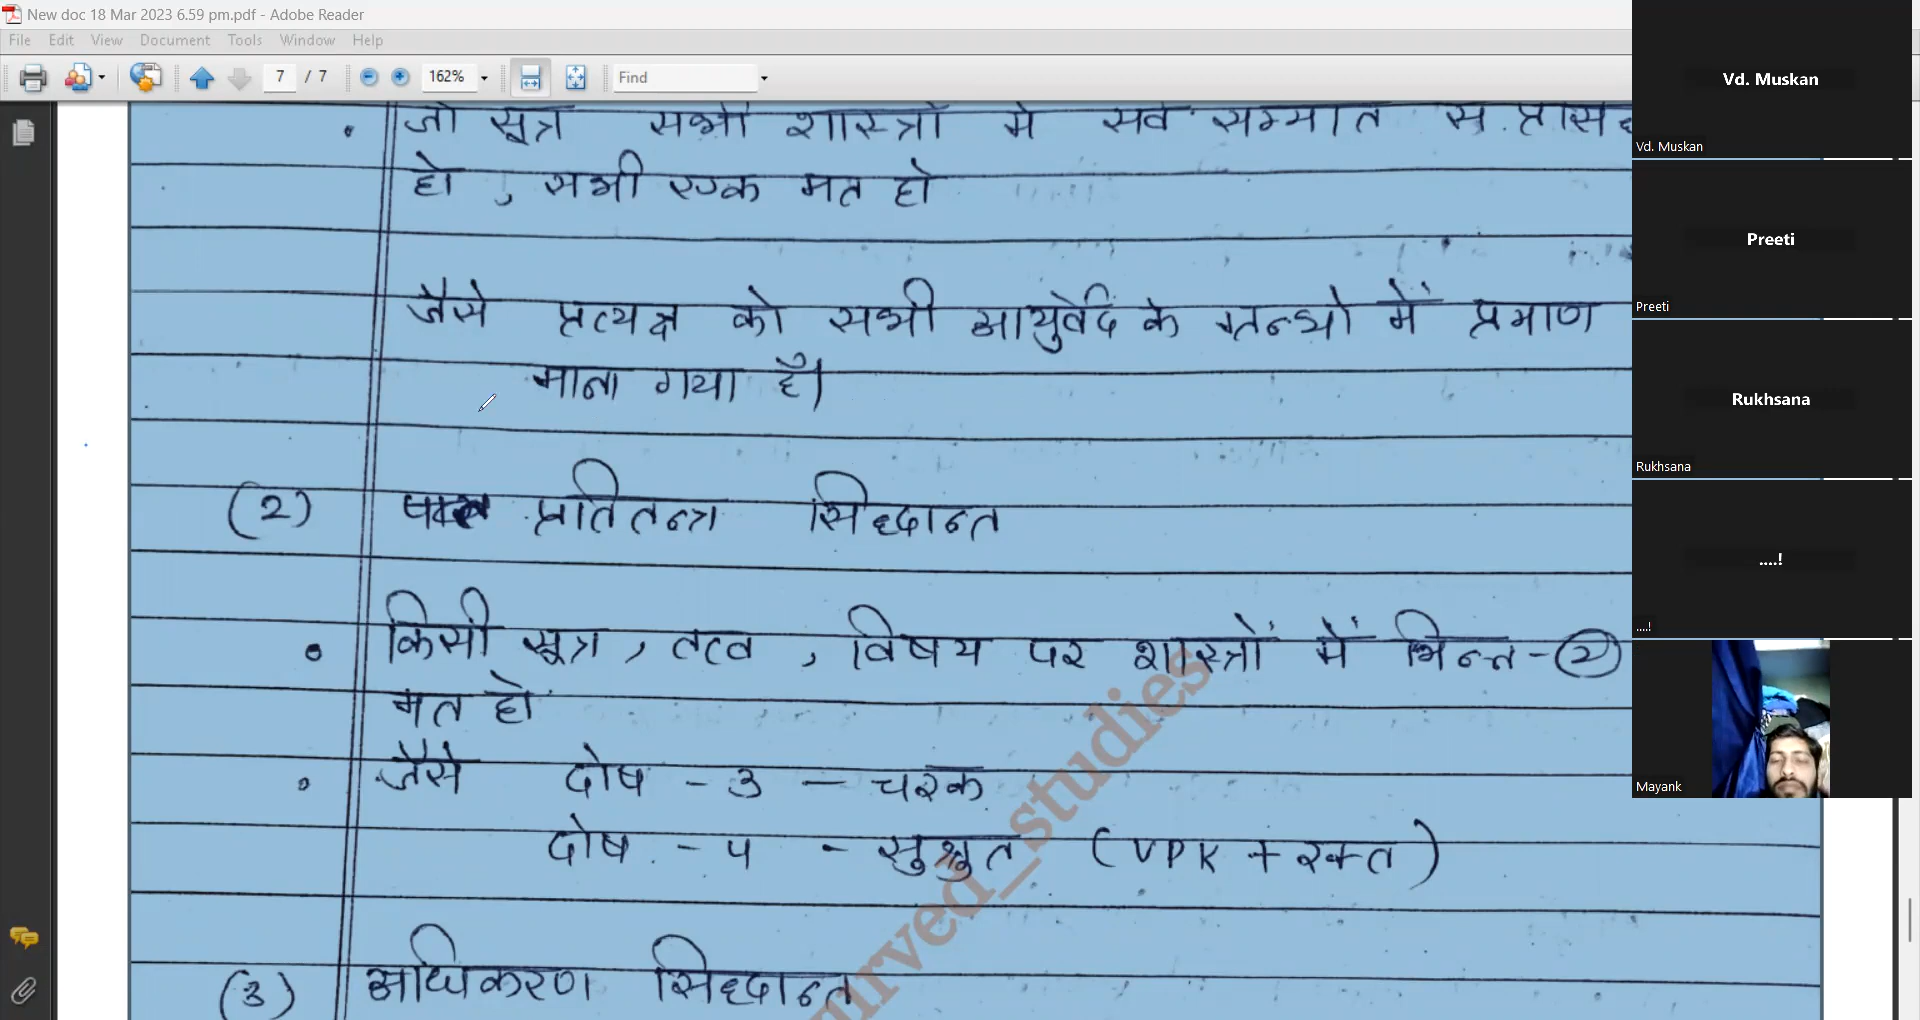 New doc 18 Mar 2023 6.59 pm.pdf - Adobe Reader
File Edit View Document Tools Window Help
7 / 7 162% Find
जो सूत्र सभी शास्त्रो मे सर्व सम्मति से प्रसिद्ध
हो , सभी एक मत हो
जैसे प्रत्यक्ष को सभी आयुर्वेद के ग्रन्थो में प्रमाण
माना गया है।
(2) प्रतितन्त्र सिद्धान्त
किसी सूत्र , तत्व , विषय पर शास्त्रों में भिन्न-(2)
मत हो
जैसे दोष - 3 - चरक
दोष - 4 - सुश्रुत (VPK + रक्त)
(3) अधिकरण सिद्धान्त
mrved_studies
Vd. Muskan
Vd. Muskan
Preeti
Preeti
Rukhsana
Rukhsana
....!
....!
Mayank